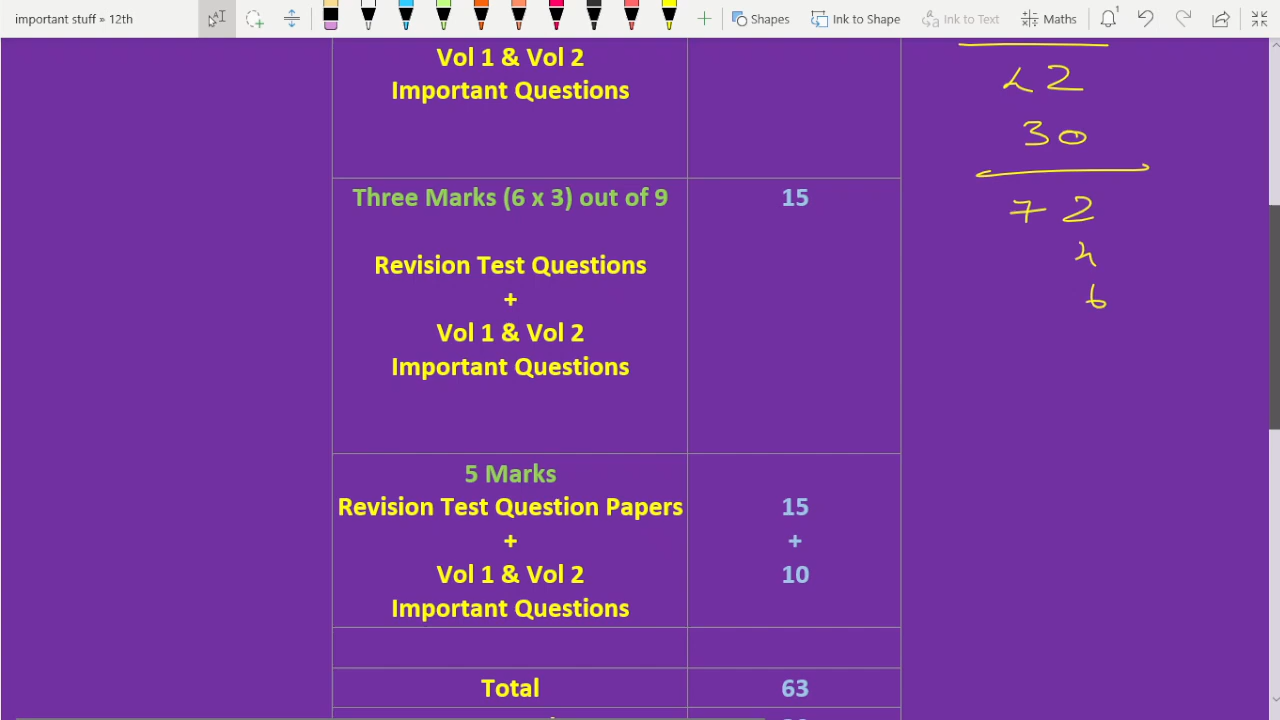 important stuff » 12th
Shapes
Ink to Shape
Ink to Text
Maths
1
Vol 1 & Vol 2
Important Questions
42
30
72
4
6
Three Marks (6 x 3) out of 9
15
Revision Test Questions
+
Vol 1 & Vol 2
Important Questions
5 Marks
Revision Test Question Papers
15
+
+
Vol 1 & Vol 2
10
Important Questions
Total
63